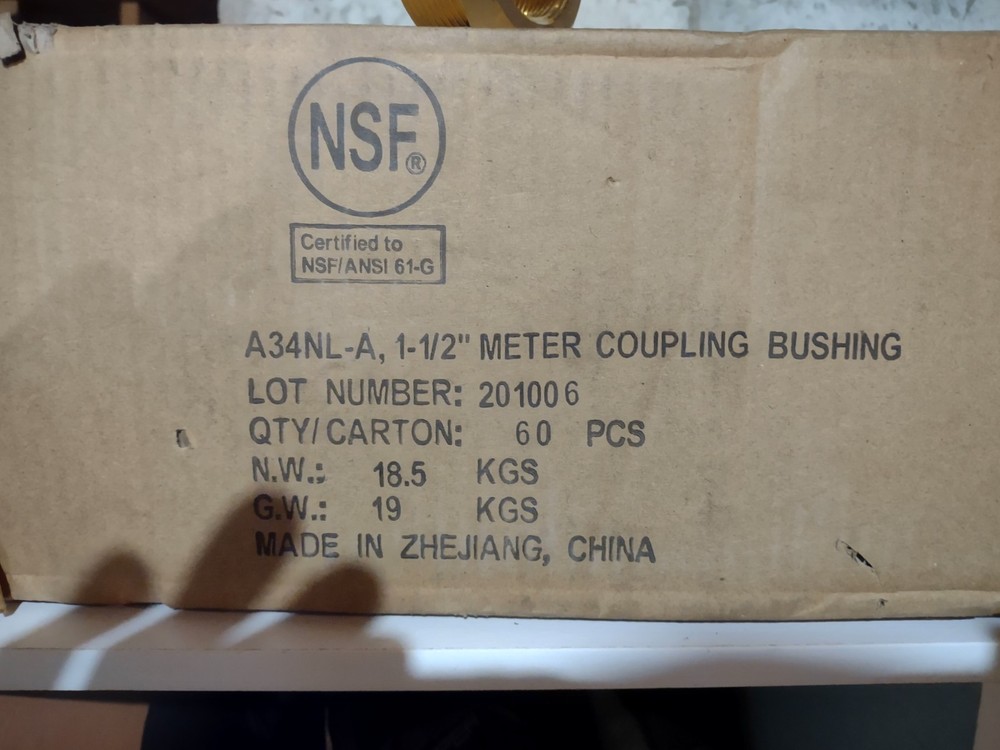 NSF®
Certified to
NSF/ANSI 61-G
A34NL-A, 1-1/2" METER COUPLING BUSHING
LOT NUMBER: 201006
QTY/CARTON: 60 PCS
N.W.: 18.5 KGS
G.W.: 19 KGS
MADE IN ZHEJIANG, CHINA